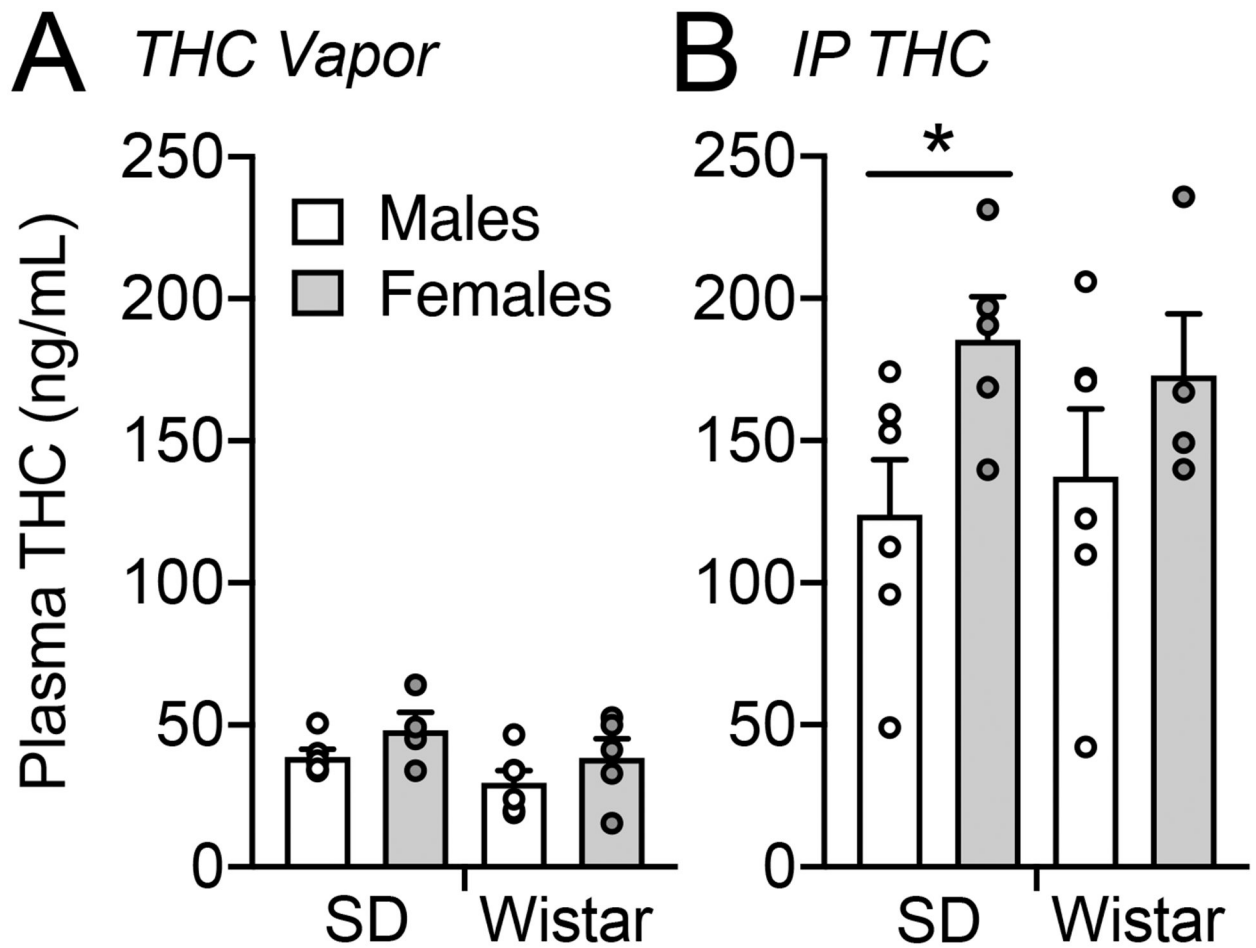 A THC Vapor
Plasma THC (ng/mL)
250
200
150
100
50
0
Males
Females
SD Wistar
B IP THC
250
200
150
100
50
0
*
SD Wistar